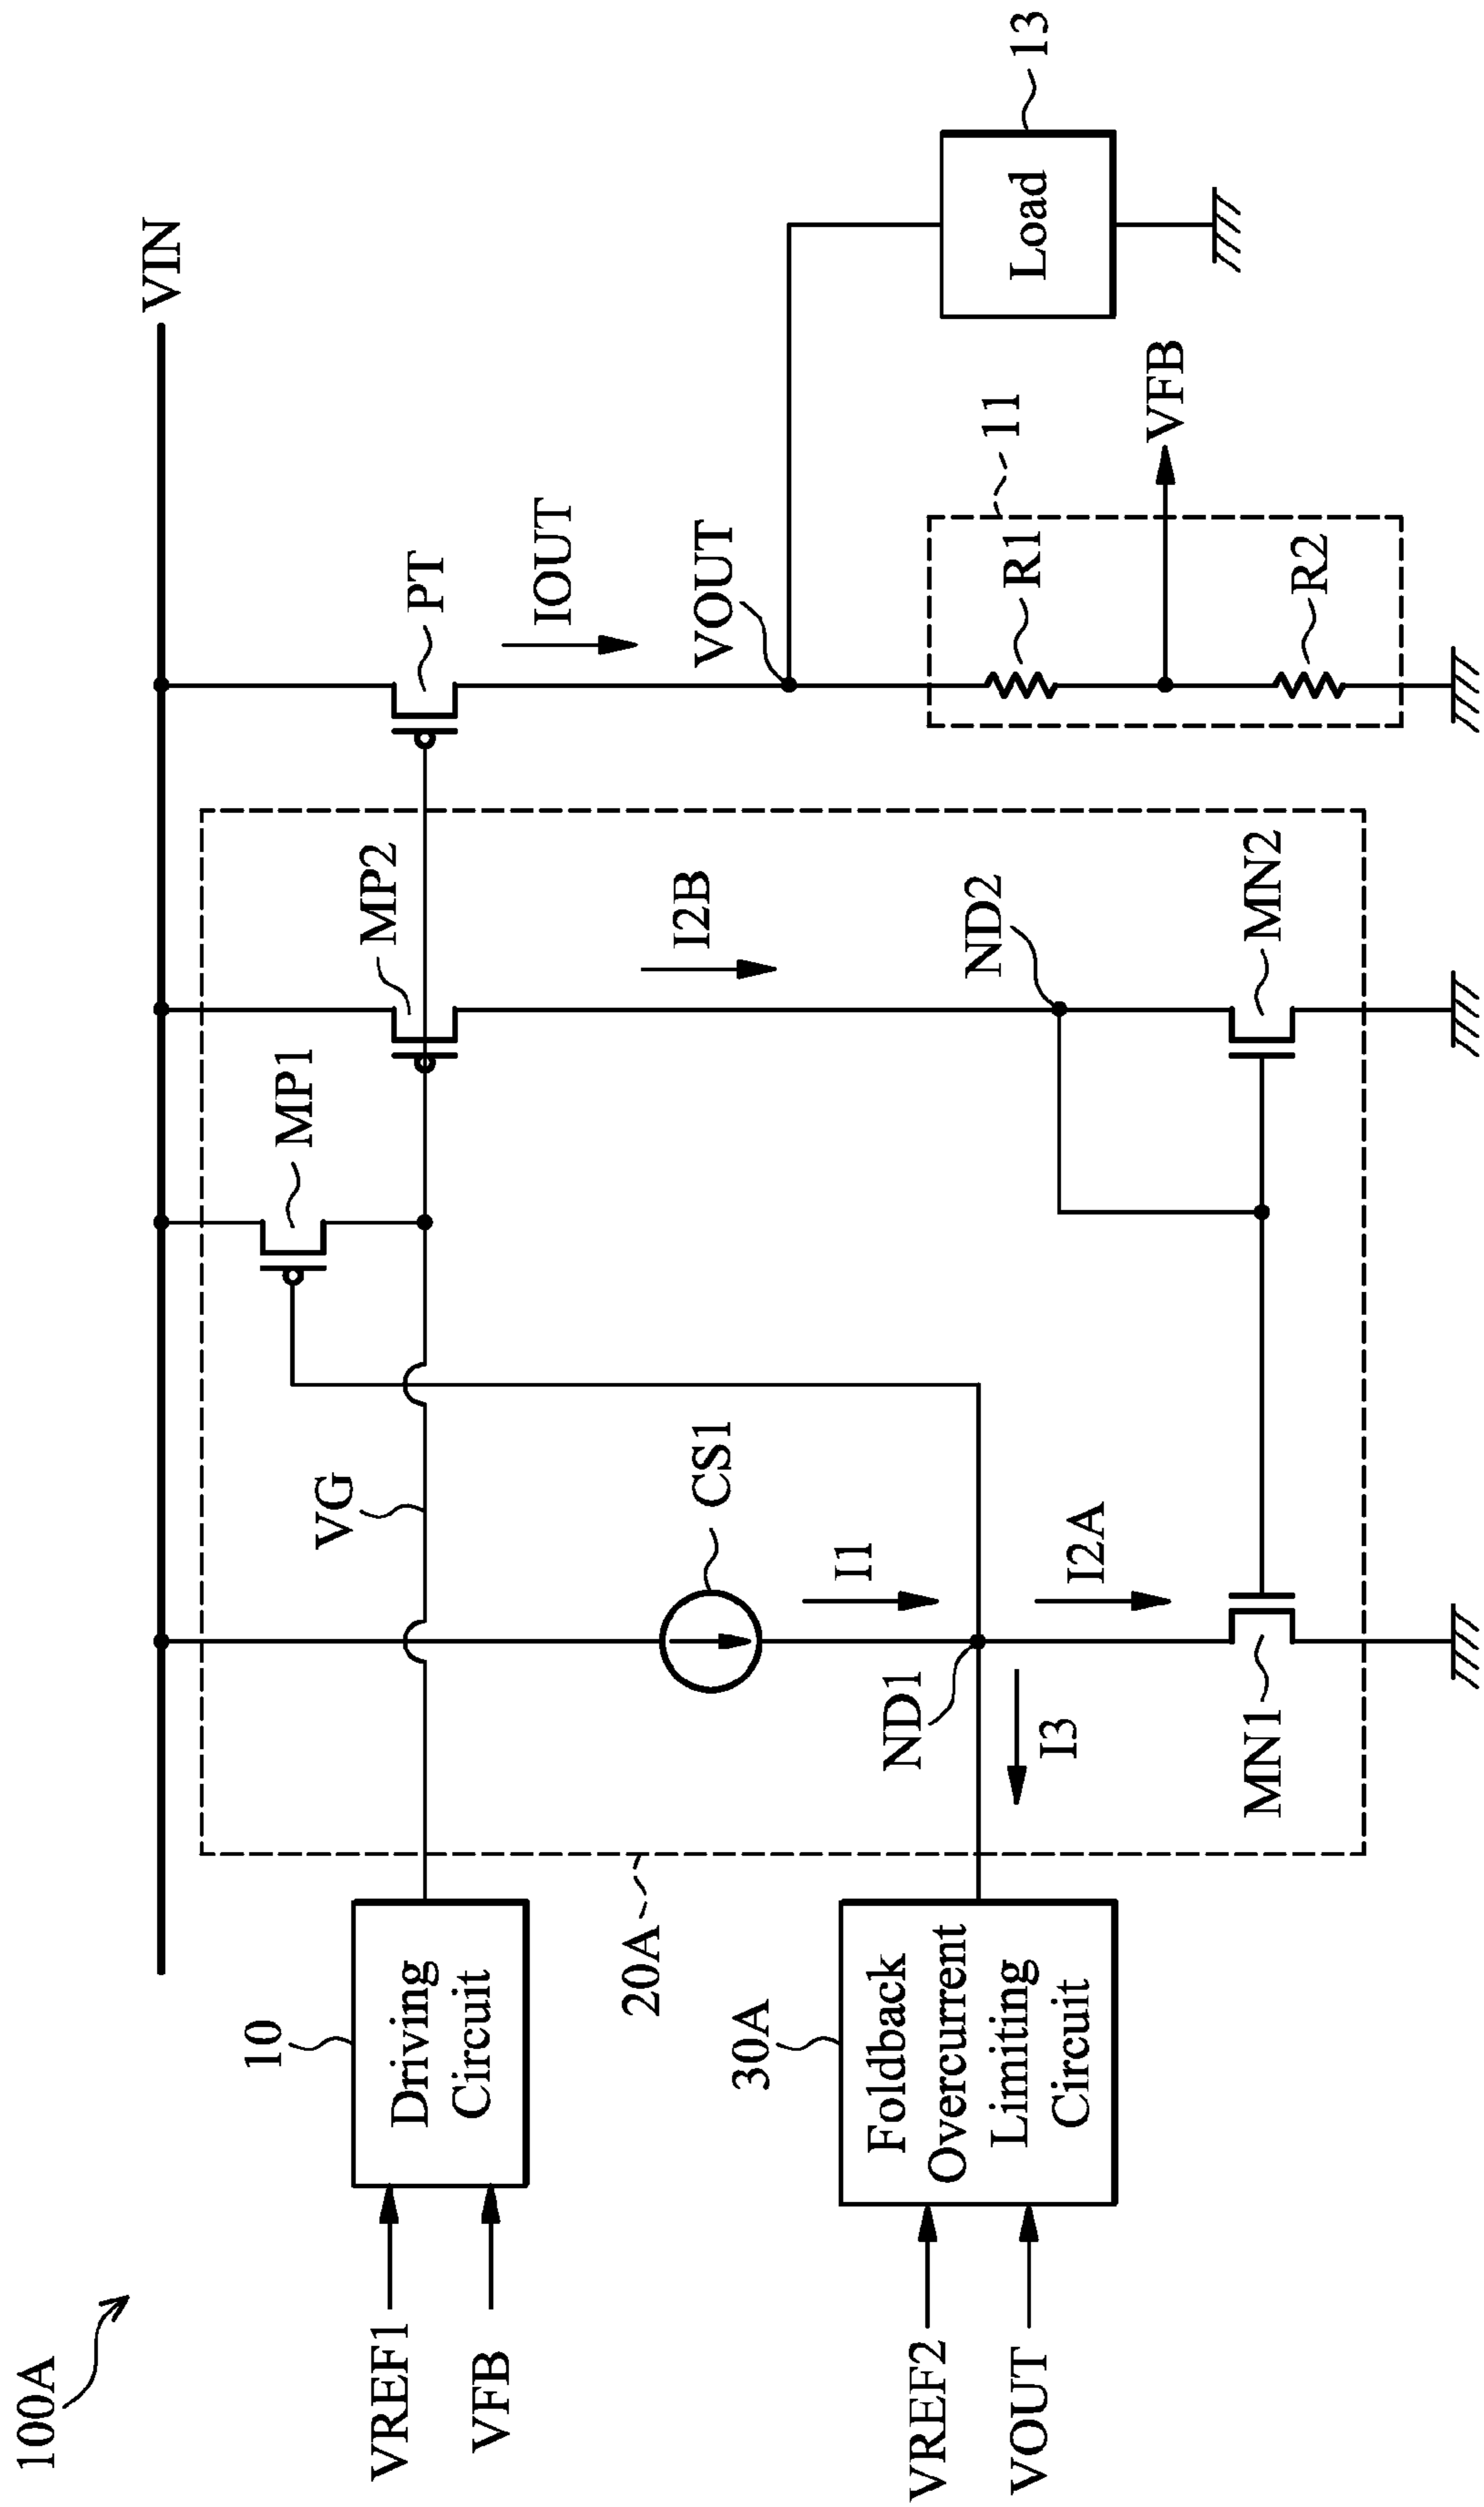 100A
VIN
10
Driving
Circuit
VREF1
VFB
VG
MP1
MP2
PT
IOUT
20A
30A
Foldback
Overcurrent
Limiting
Circuit
VREF2
VOUT
CS1
I1
I2B
VOUT
ND1
I3
I2A
ND2
MN1
MN2
11
R1
R2
VFB
Load
13